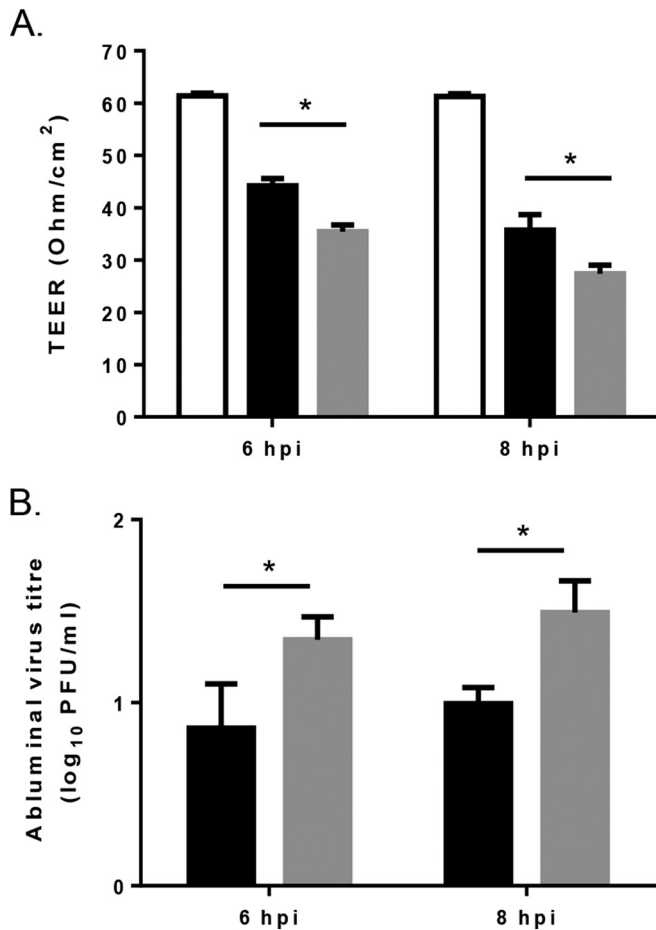 A.
TEER (Ohm/cm²)
70
60
50
40
30
20
10
0
*
*
6 hpi
8 hpi
B.
Abluminal virus titre
(log₁₀ PFU/ml)
2
1
0
*
*
6 hpi
8 hpi